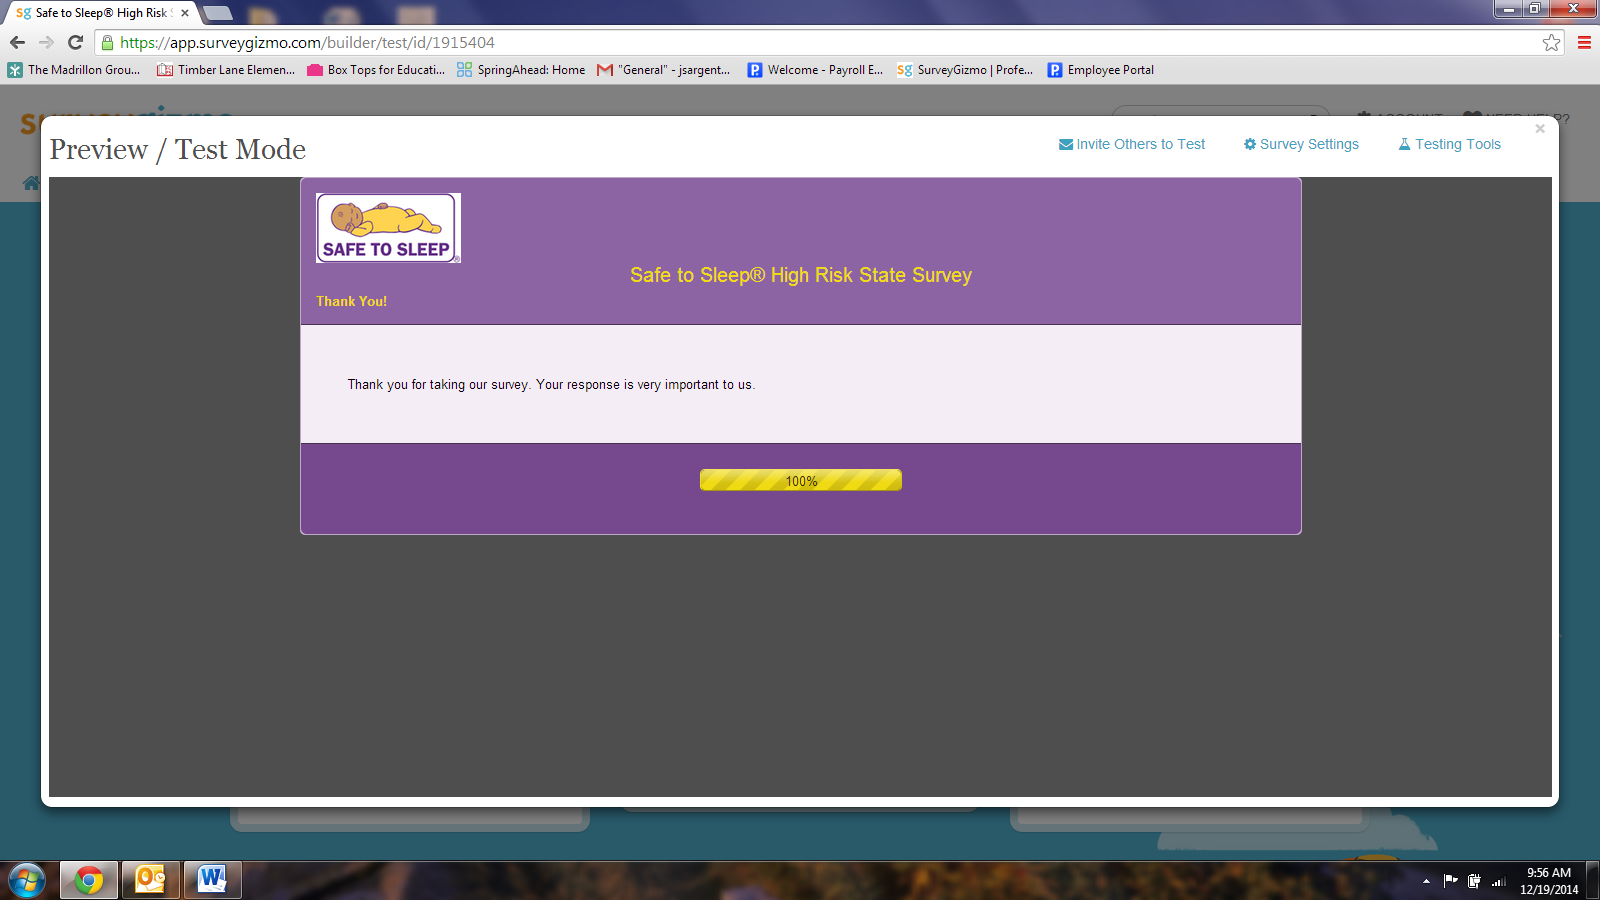 Safe to Sleep® High Risk S
https://app.surveygizmo.com/builder/test/id/1915404
The Madrillon Grou...
Timber Lane Elemen...
Box Tops for Educati...
SpringAhead: Home
"General" - jsargent...
Welcome - Payroll E...
SurveyGizmo | Profe...
Employee Portal
Preview / Test Mode
Invite Others to Test
Survey Settings
Testing Tools
SAFE TO SLEEP®
Safe to Sleep® High Risk State Survey
Thank You!
Thank you for taking our survey. Your response is very important to us.
100%
9:56 AM
12/19/2014